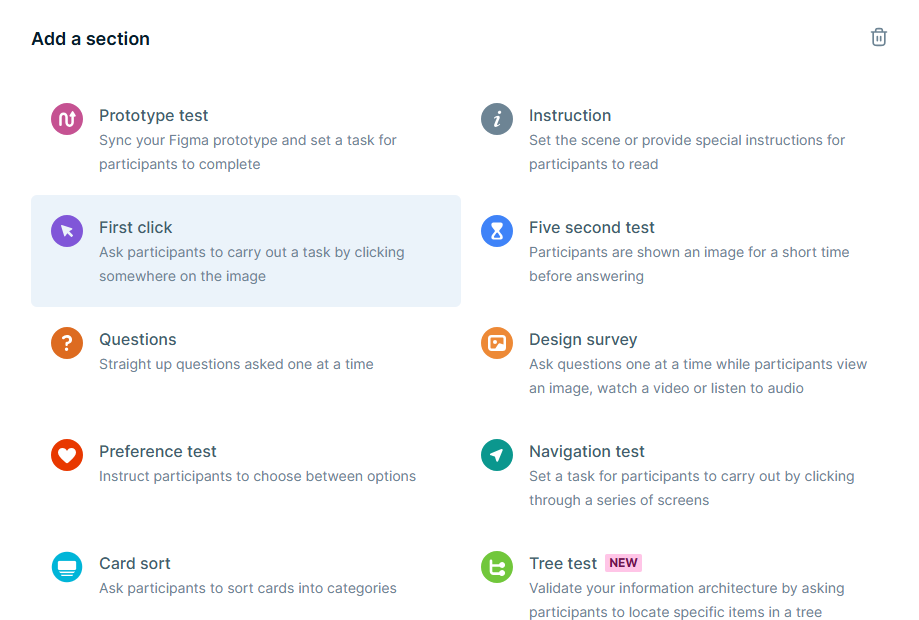 Add a section
Prototype test
Sync your Figma prototype and set a task for
participants to complete
Instruction
Set the scene or provide special instructions for
participants to read
First click
Ask participants to carry out a task by clicking
somewhere on the image
Five second test
Participants are shown an image for a short time
before answering
Questions
Straight up questions asked one at a time
Design survey
Ask questions one at a time while participants view
an image, watch a video or listen to audio
Preference test
Instruct participants to choose between options
Navigation test
Set a task for participants to carry out by clicking
through a series of screens
Card sort
Ask participants to sort cards into categories
Tree test NEW
Validate your information architecture by asking
participants to locate specific items in a tree